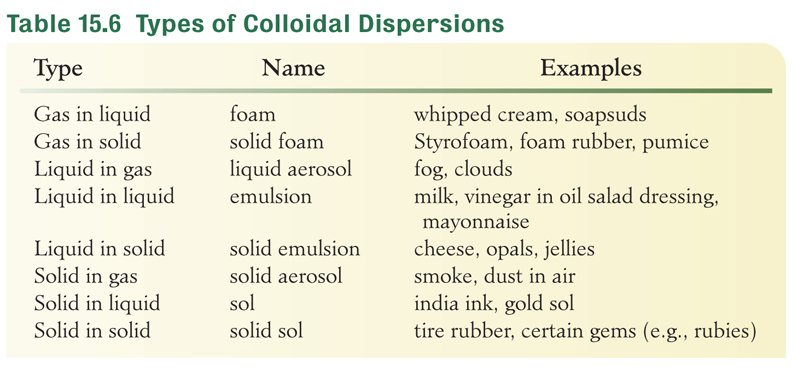 Table 15.6 Types of Colloidal Dispersions
Type Name Examples
Gas in liquid foam whipped cream, soapsuds
Gas in solid solid foam Styrofoam, foam rubber, pumice
Liquid in gas liquid aerosol fog, clouds
Liquid in liquid emulsion milk, vinegar in oil salad dressing,
mayonnaise
Liquid in solid solid emulsion cheese, opals, jellies
Solid in gas solid aerosol smoke, dust in air
Solid in liquid sol india ink, gold sol
Solid in solid solid sol tire rubber, certain gems (e.g., rubies)